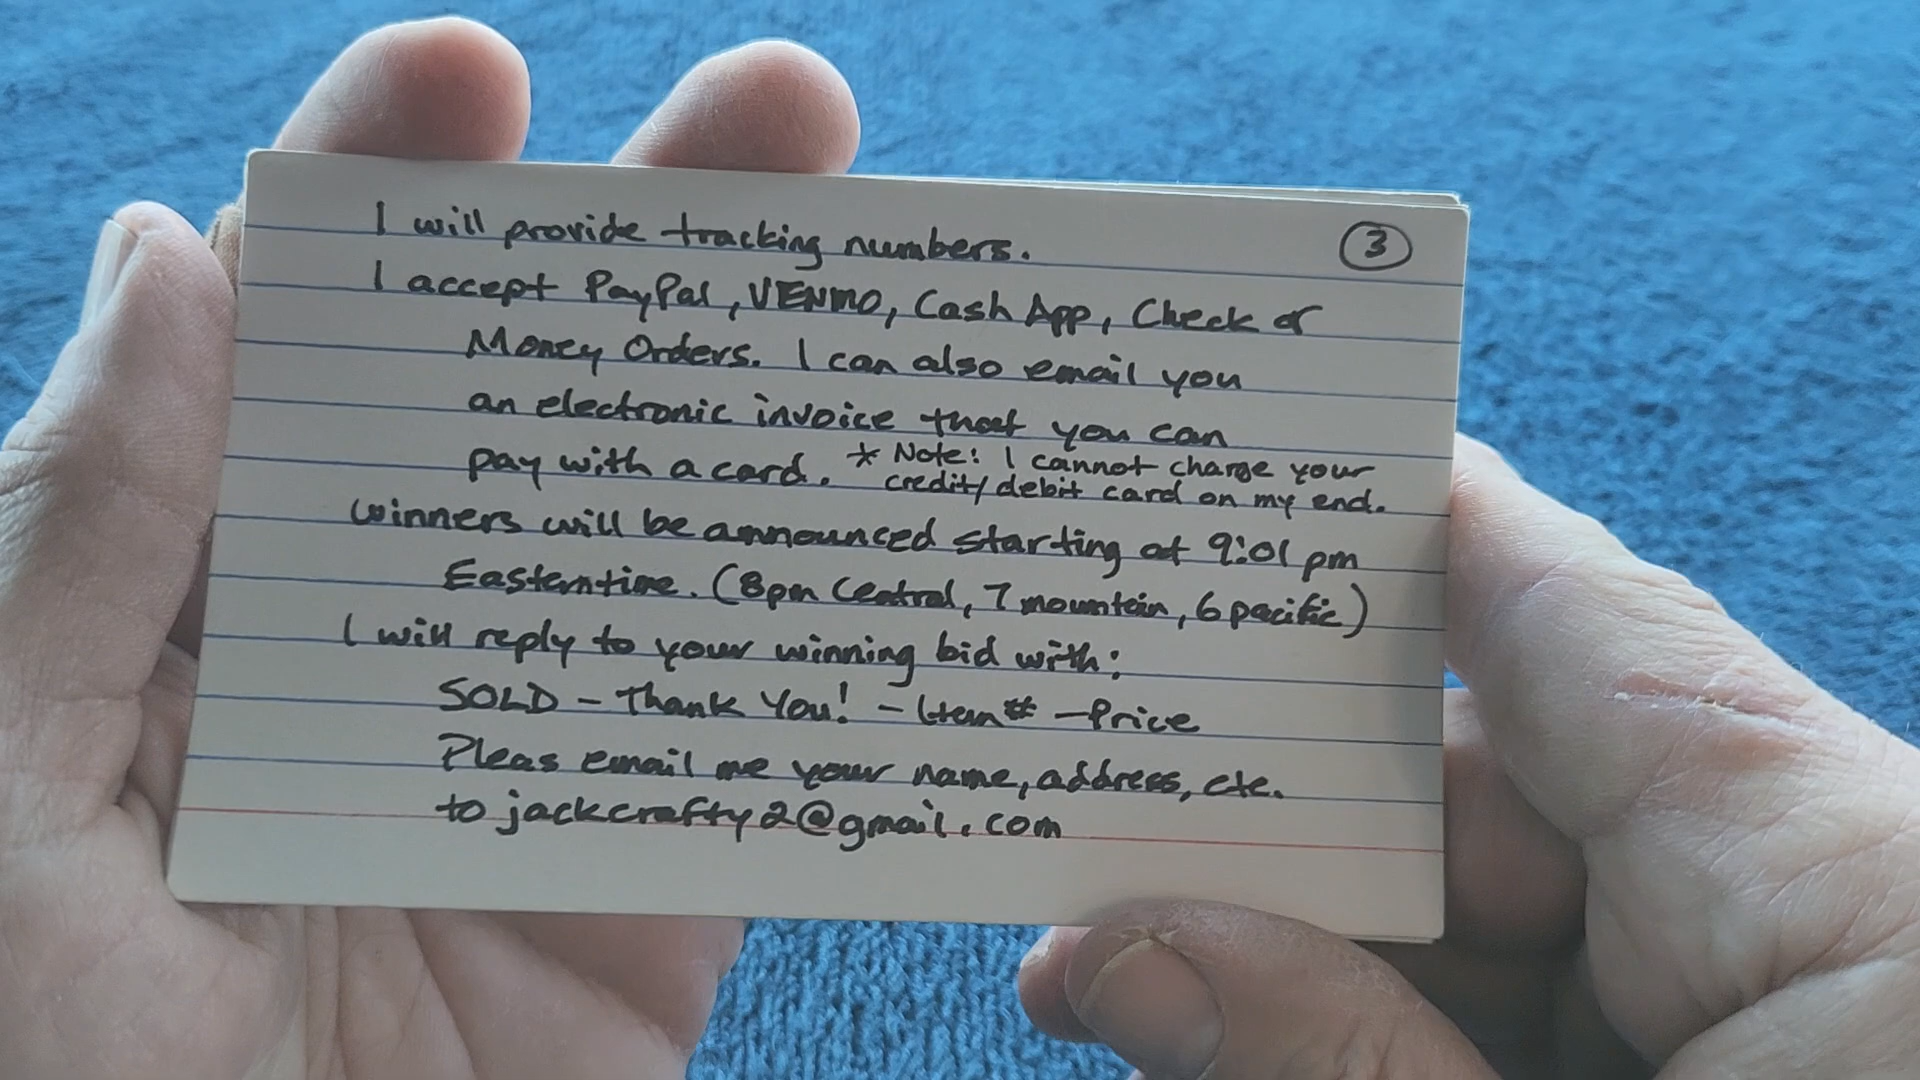 I will provide tracking numbers.
3
I accept PayPal, VENMO, Cash App, Check or
Money Orders. I can also email you
an electronic invoice that you can
pay with a card. * Note: I cannot charge your
credit/debit card on my end.
Winners will be announced starting at 9:01 pm
Eastern time. (8pm Central, 7 mountain, 6 pacific)
I will reply to your winning bid with:
SOLD - Thank You! - Item# - Price
Pleas email me your name, address, etc.
to jackcrafty2@gmail.com